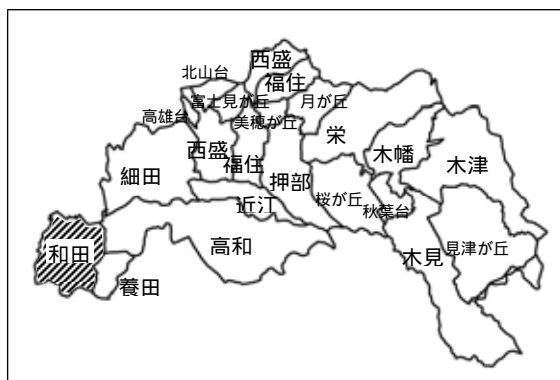 西盛
北山台
福住
富士見が丘
月が丘
高雄台
美穂が丘
栄
西盛
福住
木幡
木津
細田
押部
近江
桜が丘
秋葉台
和田
高和
木見
見津が丘
養田